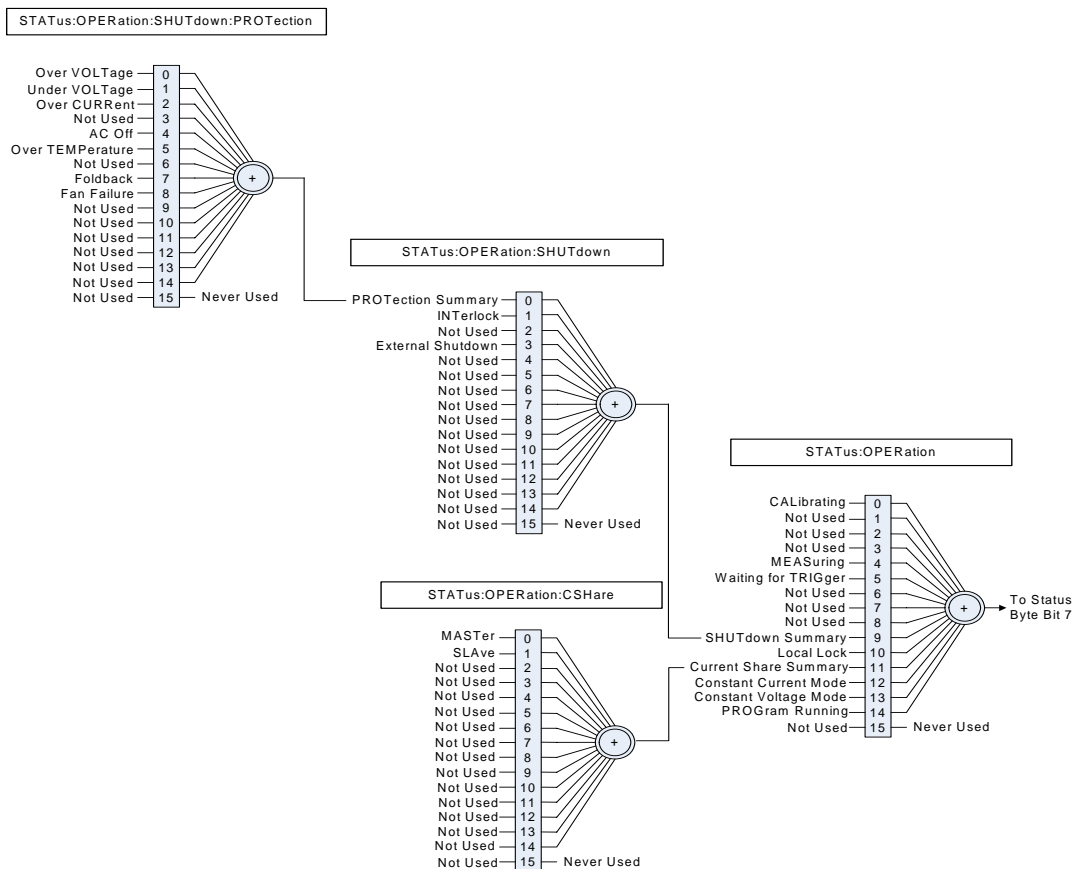 STATus:OPERation:SHUTdown:PROTection
Over VOLTage 0
Under VOLTage 1
Over CURRent 2
Not Used 3
AC Off 4
Over TEMPerature 5
Not Used 6
Foldback 7
Fan Failure 8
Not Used 9
Not Used 10
Not Used 11
Not Used 12
Not Used 13
Not Used 14
Not Used 15 Never Used
+
STATus:OPERation:SHUTdown
PROTection Summary 0
INTerlock 1
Not Used 2
External Shutdown 3
Not Used 4
Not Used 5
Not Used 6
Not Used 7
Not Used 8
Not Used 9
Not Used 10
Not Used 11
Not Used 12
Not Used 13
Not Used 14
Not Used 15 Never Used
+
STATus:OPERation:CSHare
MASTer 0
SLAve 1
Not Used 2
Not Used 3
Not Used 4
Not Used 5
Not Used 6
Not Used 7
Not Used 8
Not Used 9
Not Used 10
Not Used 11
Not Used 12
Not Used 13
Not Used 14
Not Used 15 Never Used
+
STATus:OPERation
CALibrating 0
Not Used 1
Not Used 2
Not Used 3
MEASuring 4
Waiting for TRIGger 5
Not Used 6
Not Used 7
Not Used 8
SHUTdown Summary 9
Local Lock 10
Current Share Summary 11
Constant Current Mode 12
Constant Voltage Mode 13
PROGram Running 14
Not Used 15 Never Used
+
To Status
Byte Bit 7